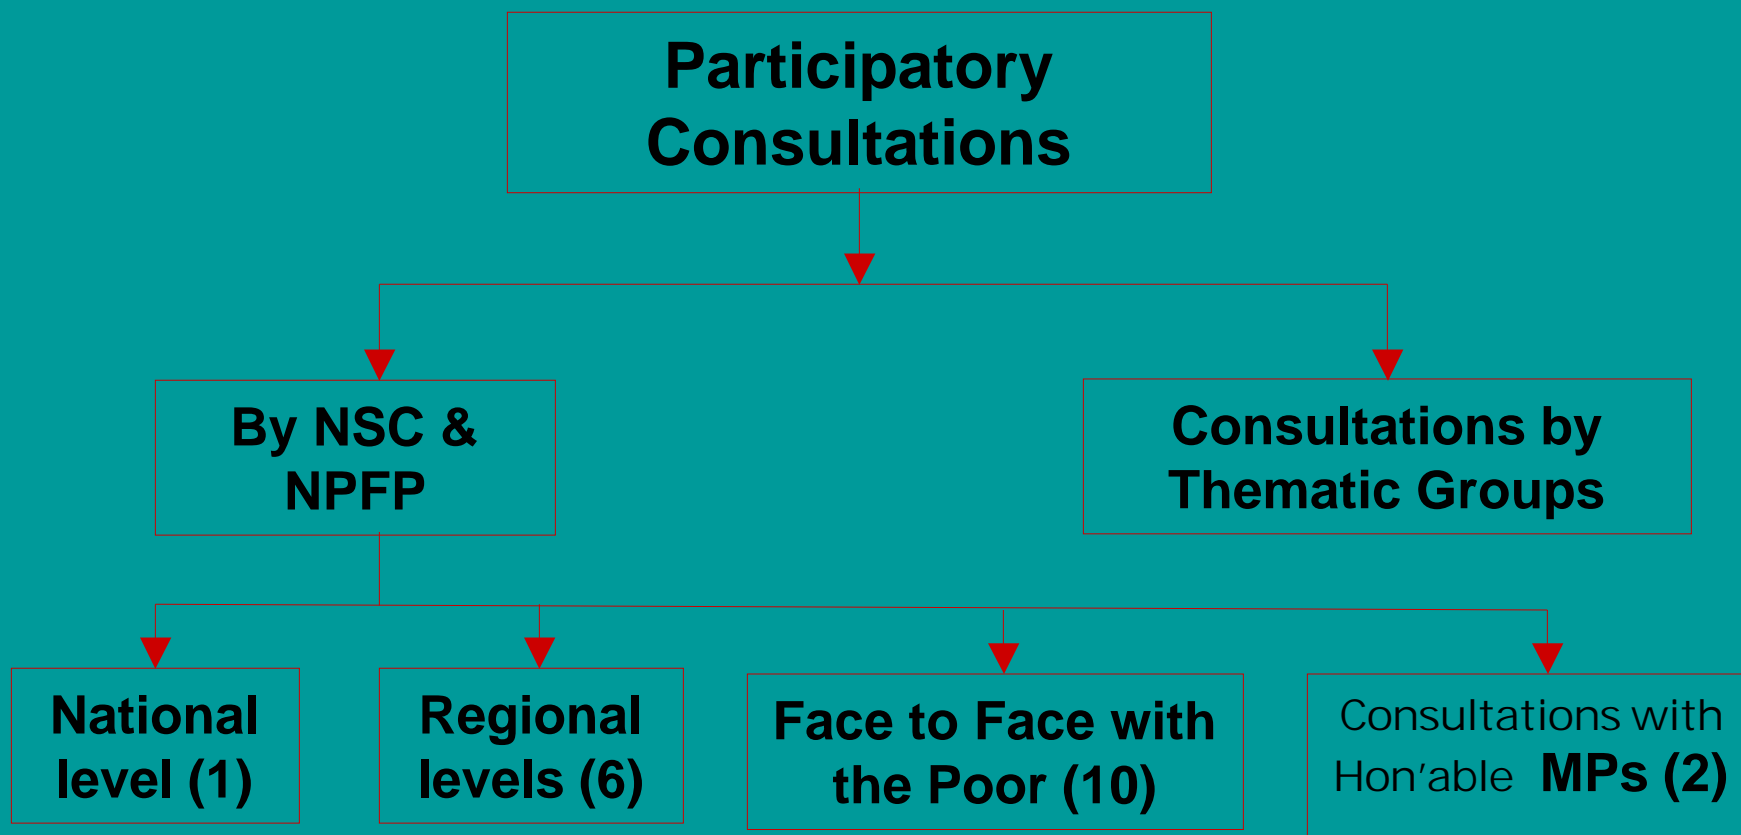 Participatory
Consultations
By NSC &
NPFP
Consultations by
Thematic Groups
National
level (1)
Regional
levels (6)
Face to Face with
the Poor (10)
Consultations with
Hon'able MPs (2)